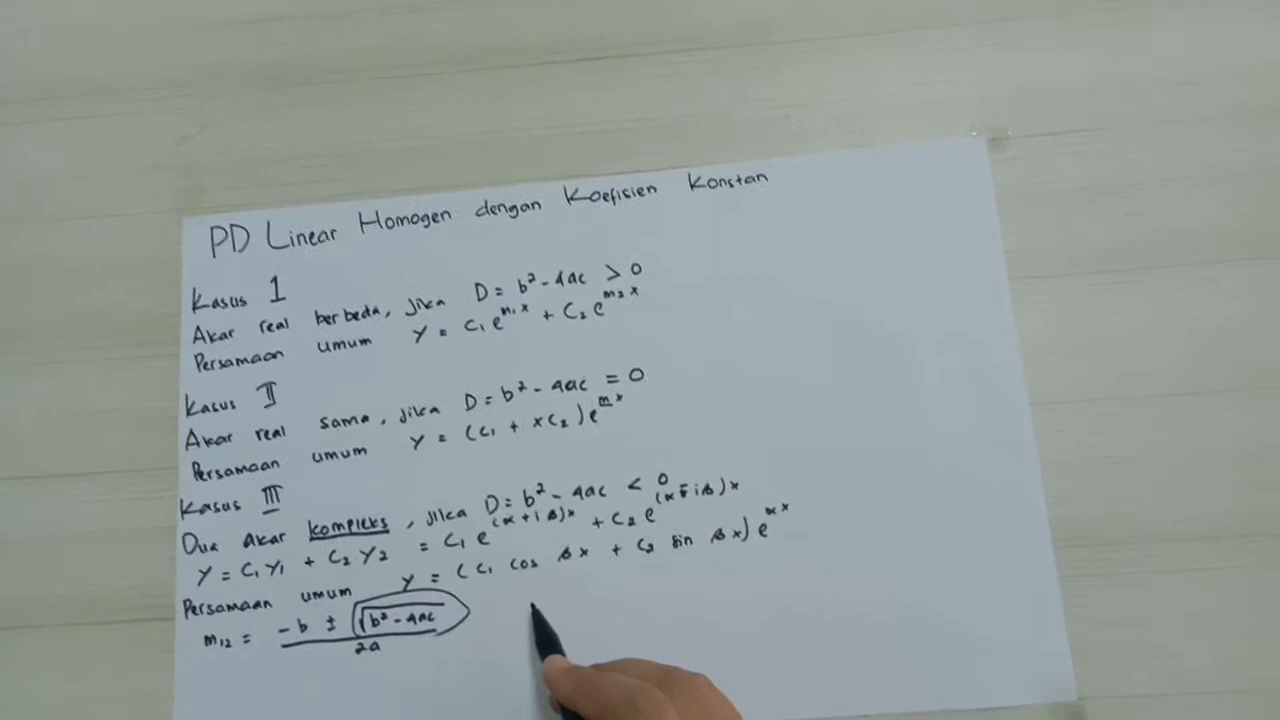 PD Linear Homogen dengan Koefisien Konstan
Kasus I
Akar real berbeda, jika D = b² - 4ac > 0
Persamaan umum y = C₁e^{m₁x} + C₂e^{m₂x}
Kasus II
Akar real sama, jika D = b² - 4ac = 0
Persamaan umum y = (C₁ + xC₂)e^{mx}
Kasus III
Dua akar kompleks, jika D = b² - 4ac < 0
y = C₁y₁ + C₂y₂ = C₁e^{(α+iβ)x} + C₂e^{(α-iβ)x}
Persamaan umum y = (C₁ cos βx + C₂ sin βx)e^{αx}
m₁₂ = (-b ± √(b² - 4ac)) / 2a